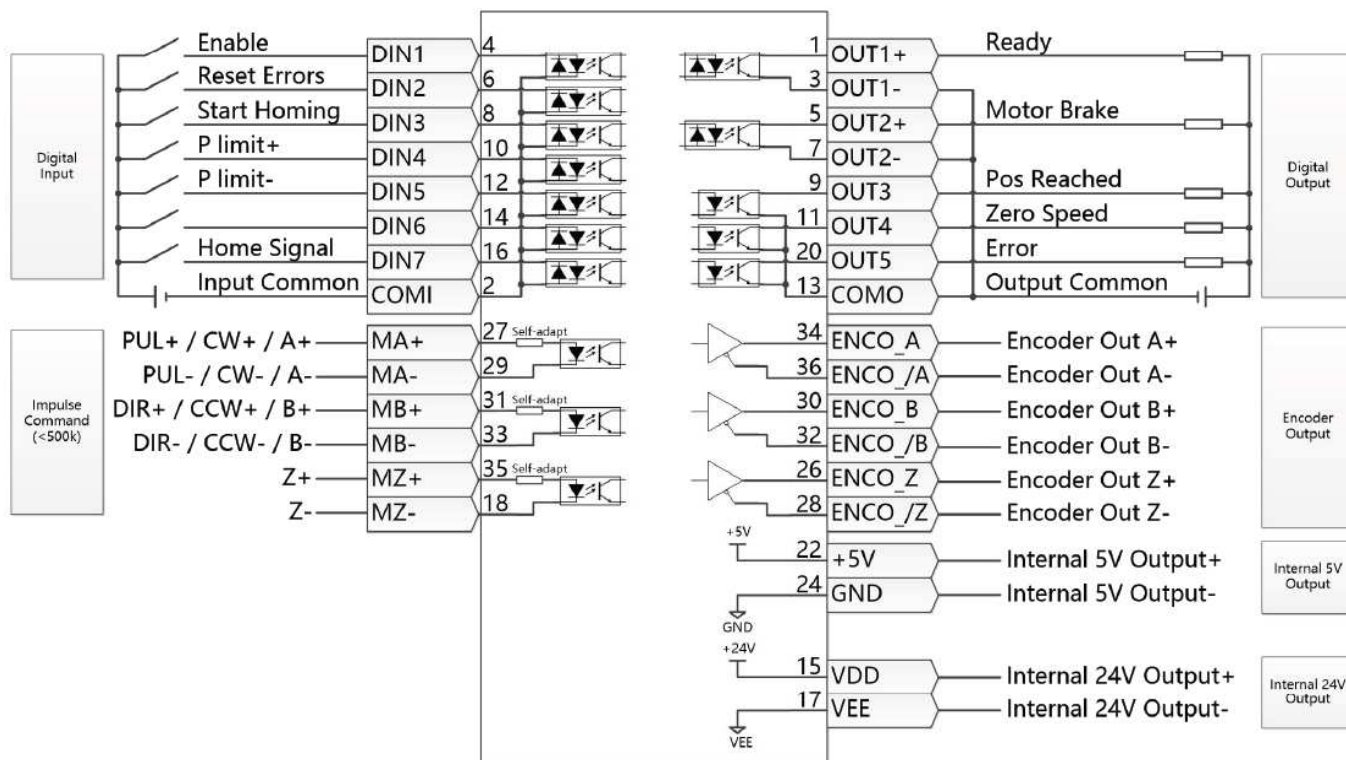 Digital
Input
Enable DIN1 4
Reset Errors DIN2 6
Start Homing DIN3 8
P limit+ DIN4 10
P limit- DIN5 12
DIN6 14
Home Signal DIN7 16
Input Common COMI 2
1 OUT1+ Ready
3 OUT1-
5 OUT2+ Motor Brake
7 OUT2-
9 OUT3 Pos Reached
11 OUT4 Zero Speed
20 OUT5 Error
13 COMO Output Common
Digital
Output
Impulse
Command
(<500k)
PUL+ / CW+ / A+ MA+ 27 Self-adapt
PUL- / CW- / A- MA- 29
DIR+ / CCW+ / B+ MB+ 31 Self-adapt
DIR- / CCW- / B- MB- 33
Z+ MZ+ 35 Self-adapt
Z- MZ- 18
34 ENCO_A Encoder Out A+
36 ENCO_/A Encoder Out A-
30 ENCO_B Encoder Out B+
32 ENCO_/B Encoder Out B-
26 ENCO_Z Encoder Out Z+
28 ENCO_/Z Encoder Out Z-
Encoder
Output
+5V
22 +5V Internal 5V Output+
24 GND Internal 5V Output-
GND
Internal 5V
Output
+24V
15 VDD Internal 24V Output+
17 VEE Internal 24V Output-
VEE
Internal 24V
Output